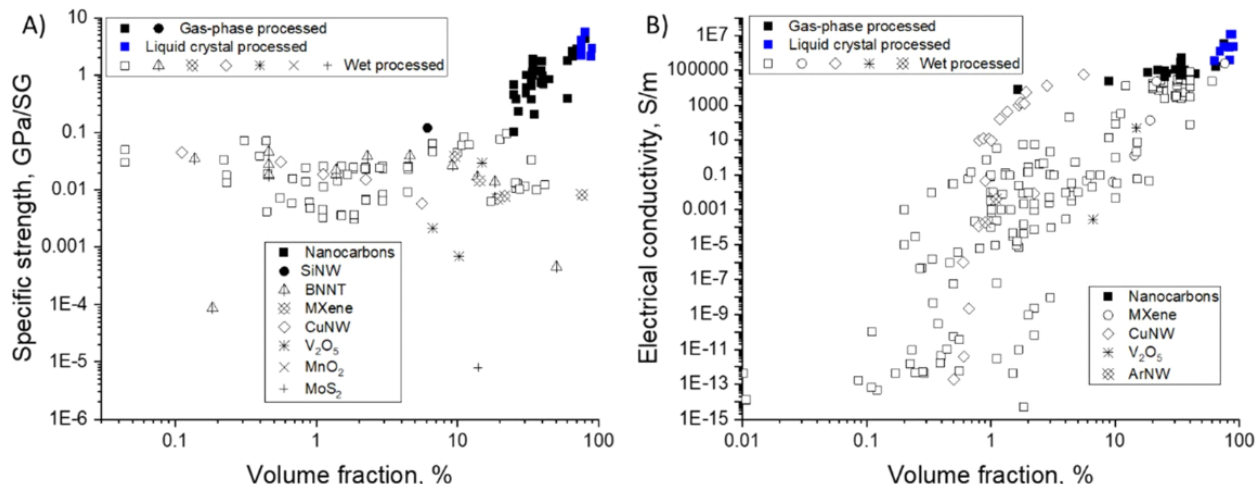 A)
Gas-phase processed
Liquid crystal processed
Wet processed
Specific strength, GPa/SG
10
1
0.1
0.01
0.001
1E-4
1E-5
1E-6
Nanocarbons
SiNW
BNNT
MXene
CuNW
V₂O₅
MnO₂
MoS₂
0.1
1
10
100
Volume fraction, %
B)
Gas-phase processed
Liquid crystal processed
Wet processed
Electrical conductivity, S/m
1E7
100000
1000
10
0.1
0.001
1E-5
1E-7
1E-9
1E-11
1E-13
1E-15
Nanocarbons
MXene
CuNW
V₂O₅
ArNW
0.01
0.1
1
10
100
Volume fraction, %